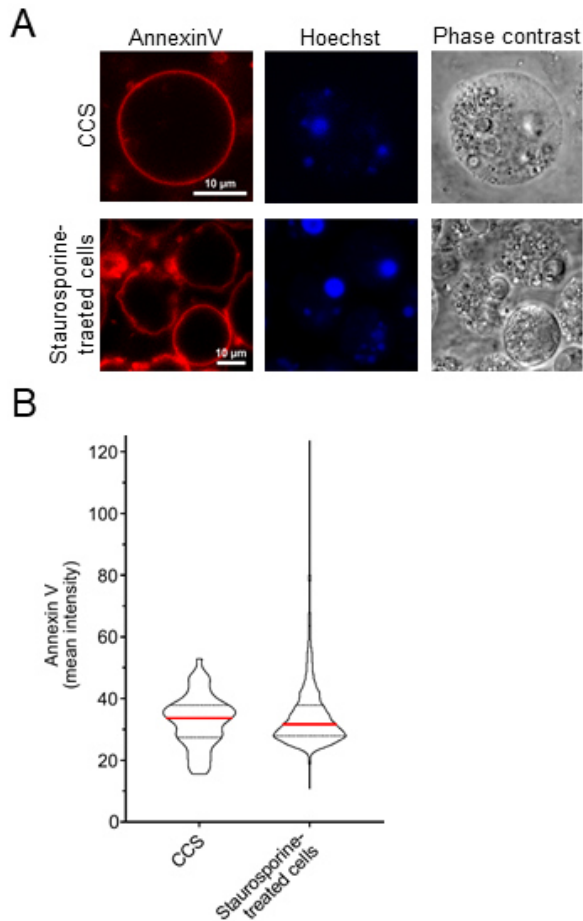 A
AnnexinV
Hoechst
Phase contrast
CCS
10 µm
Staurosporine-
traeted cells
10 µm
B
120
100
80
60
40
20
0
Annexin V
(mean intensity)
CCS
Staurosporine-
treated cells